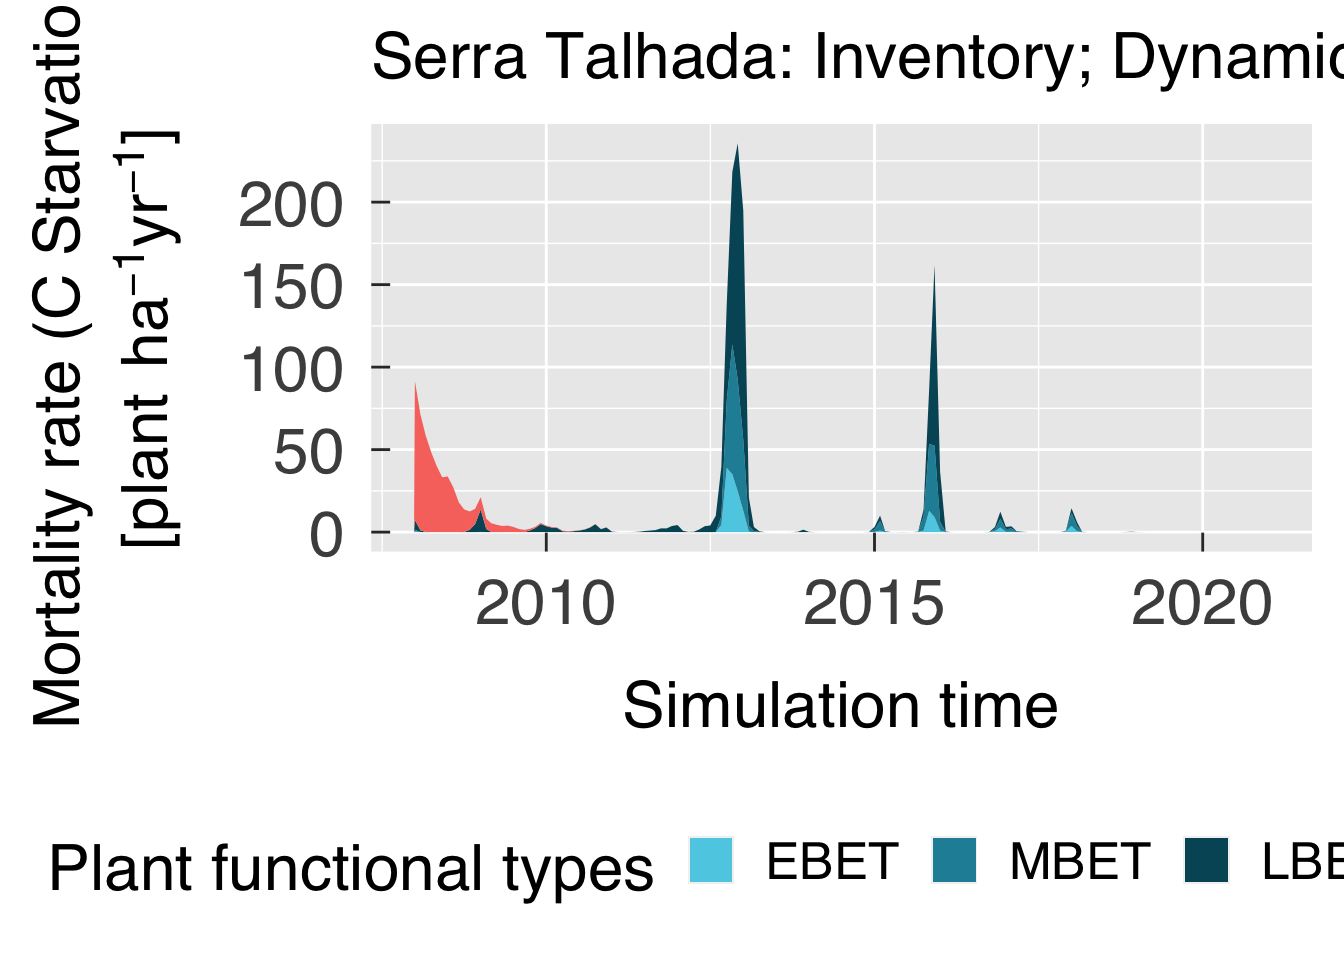 Serra Talhada: Inventory; Dynamic
Mortality rate (C Starvatio
[plant ha⁻¹yr⁻¹]
200
150
100
50
0
2010 2015 2020
Simulation time
Plant functional types EBET MBET LBE